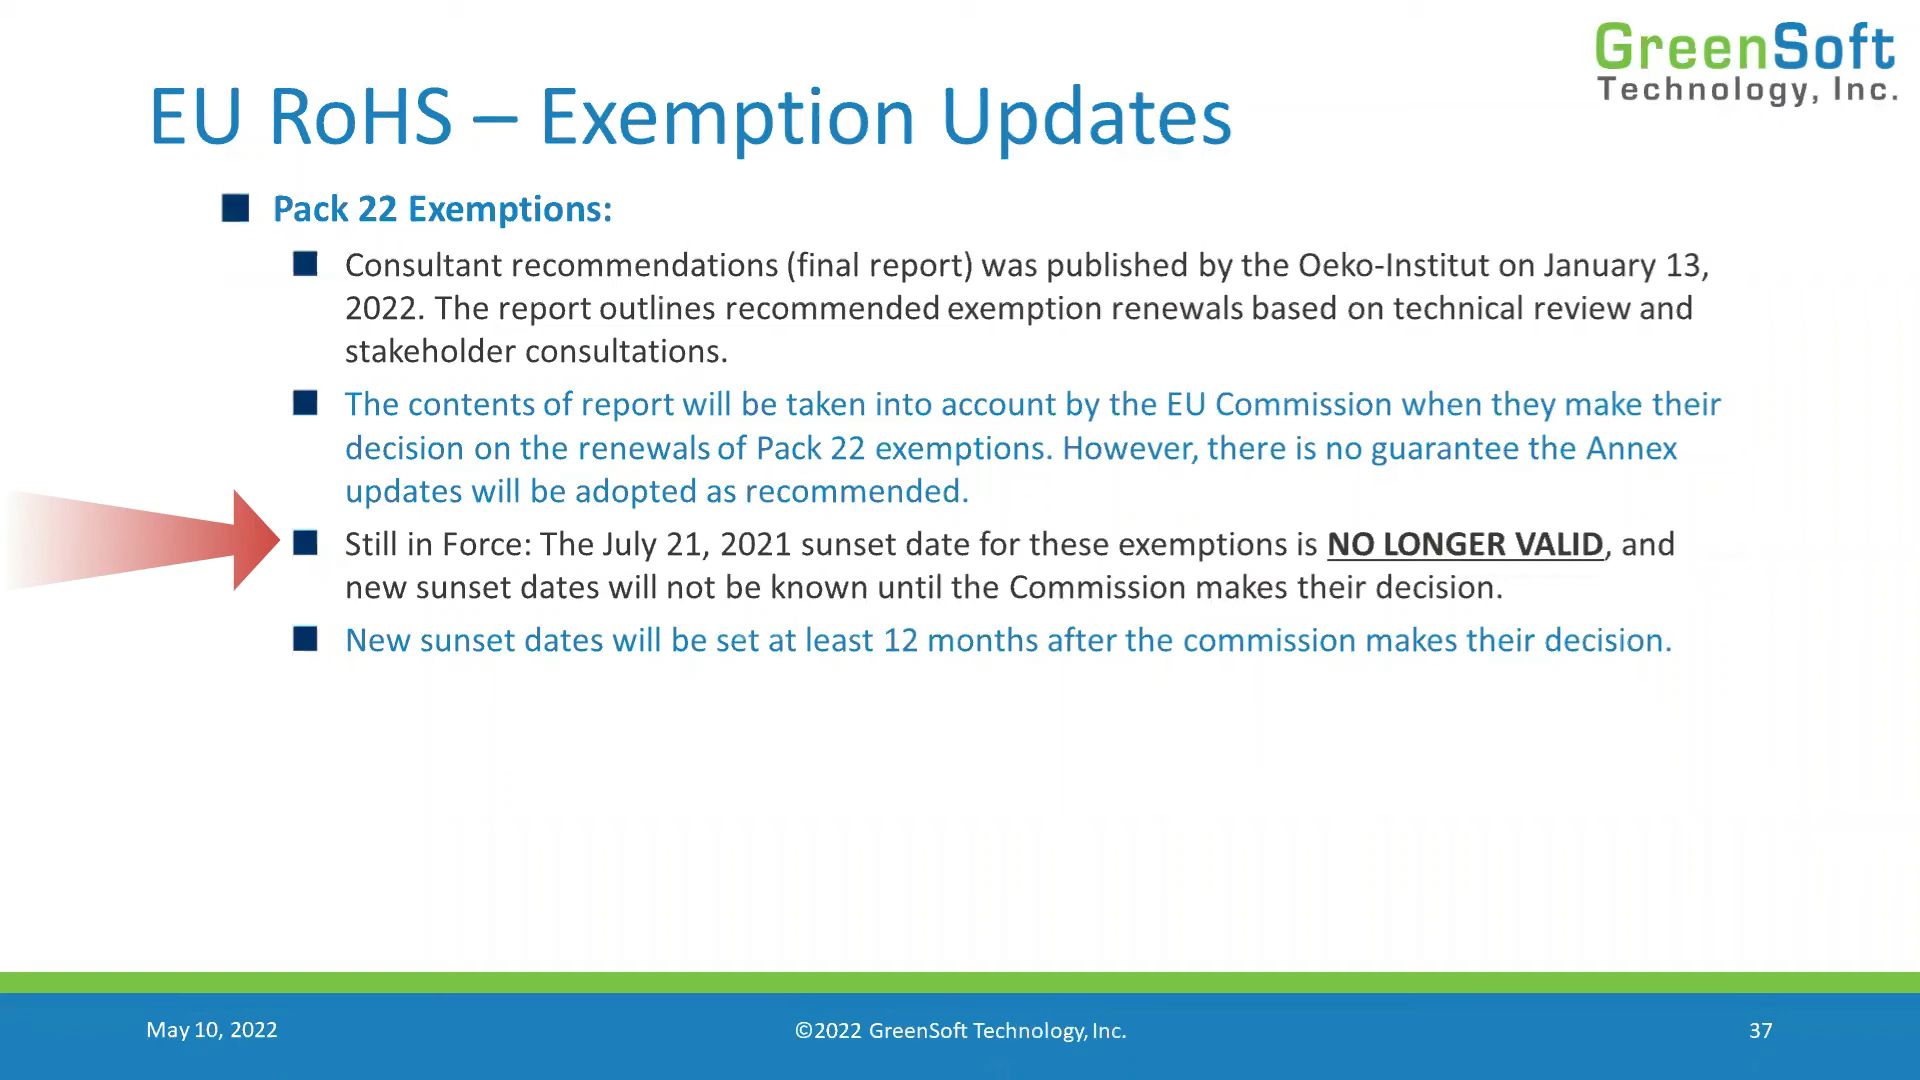 GreenSoft
Technology, Inc.
EU RoHS – Exemption Updates
Pack 22 Exemptions:
Consultant recommendations (final report) was published by the Oeko-Institut on January 13,
2022. The report outlines recommended exemption renewals based on technical review and
stakeholder consultations.
The contents of report will be taken into account by the EU Commission when they make their
decision on the renewals of Pack 22 exemptions. However, there is no guarantee the Annex
updates will be adopted as recommended.
Still in Force: The July 21, 2021 sunset date for these exemptions is NO LONGER VALID, and
new sunset dates will not be known until the Commission makes their decision.
New sunset dates will be set at least 12 months after the commission makes their decision.
May 10, 2022
©2022 GreenSoft Technology, Inc.
37